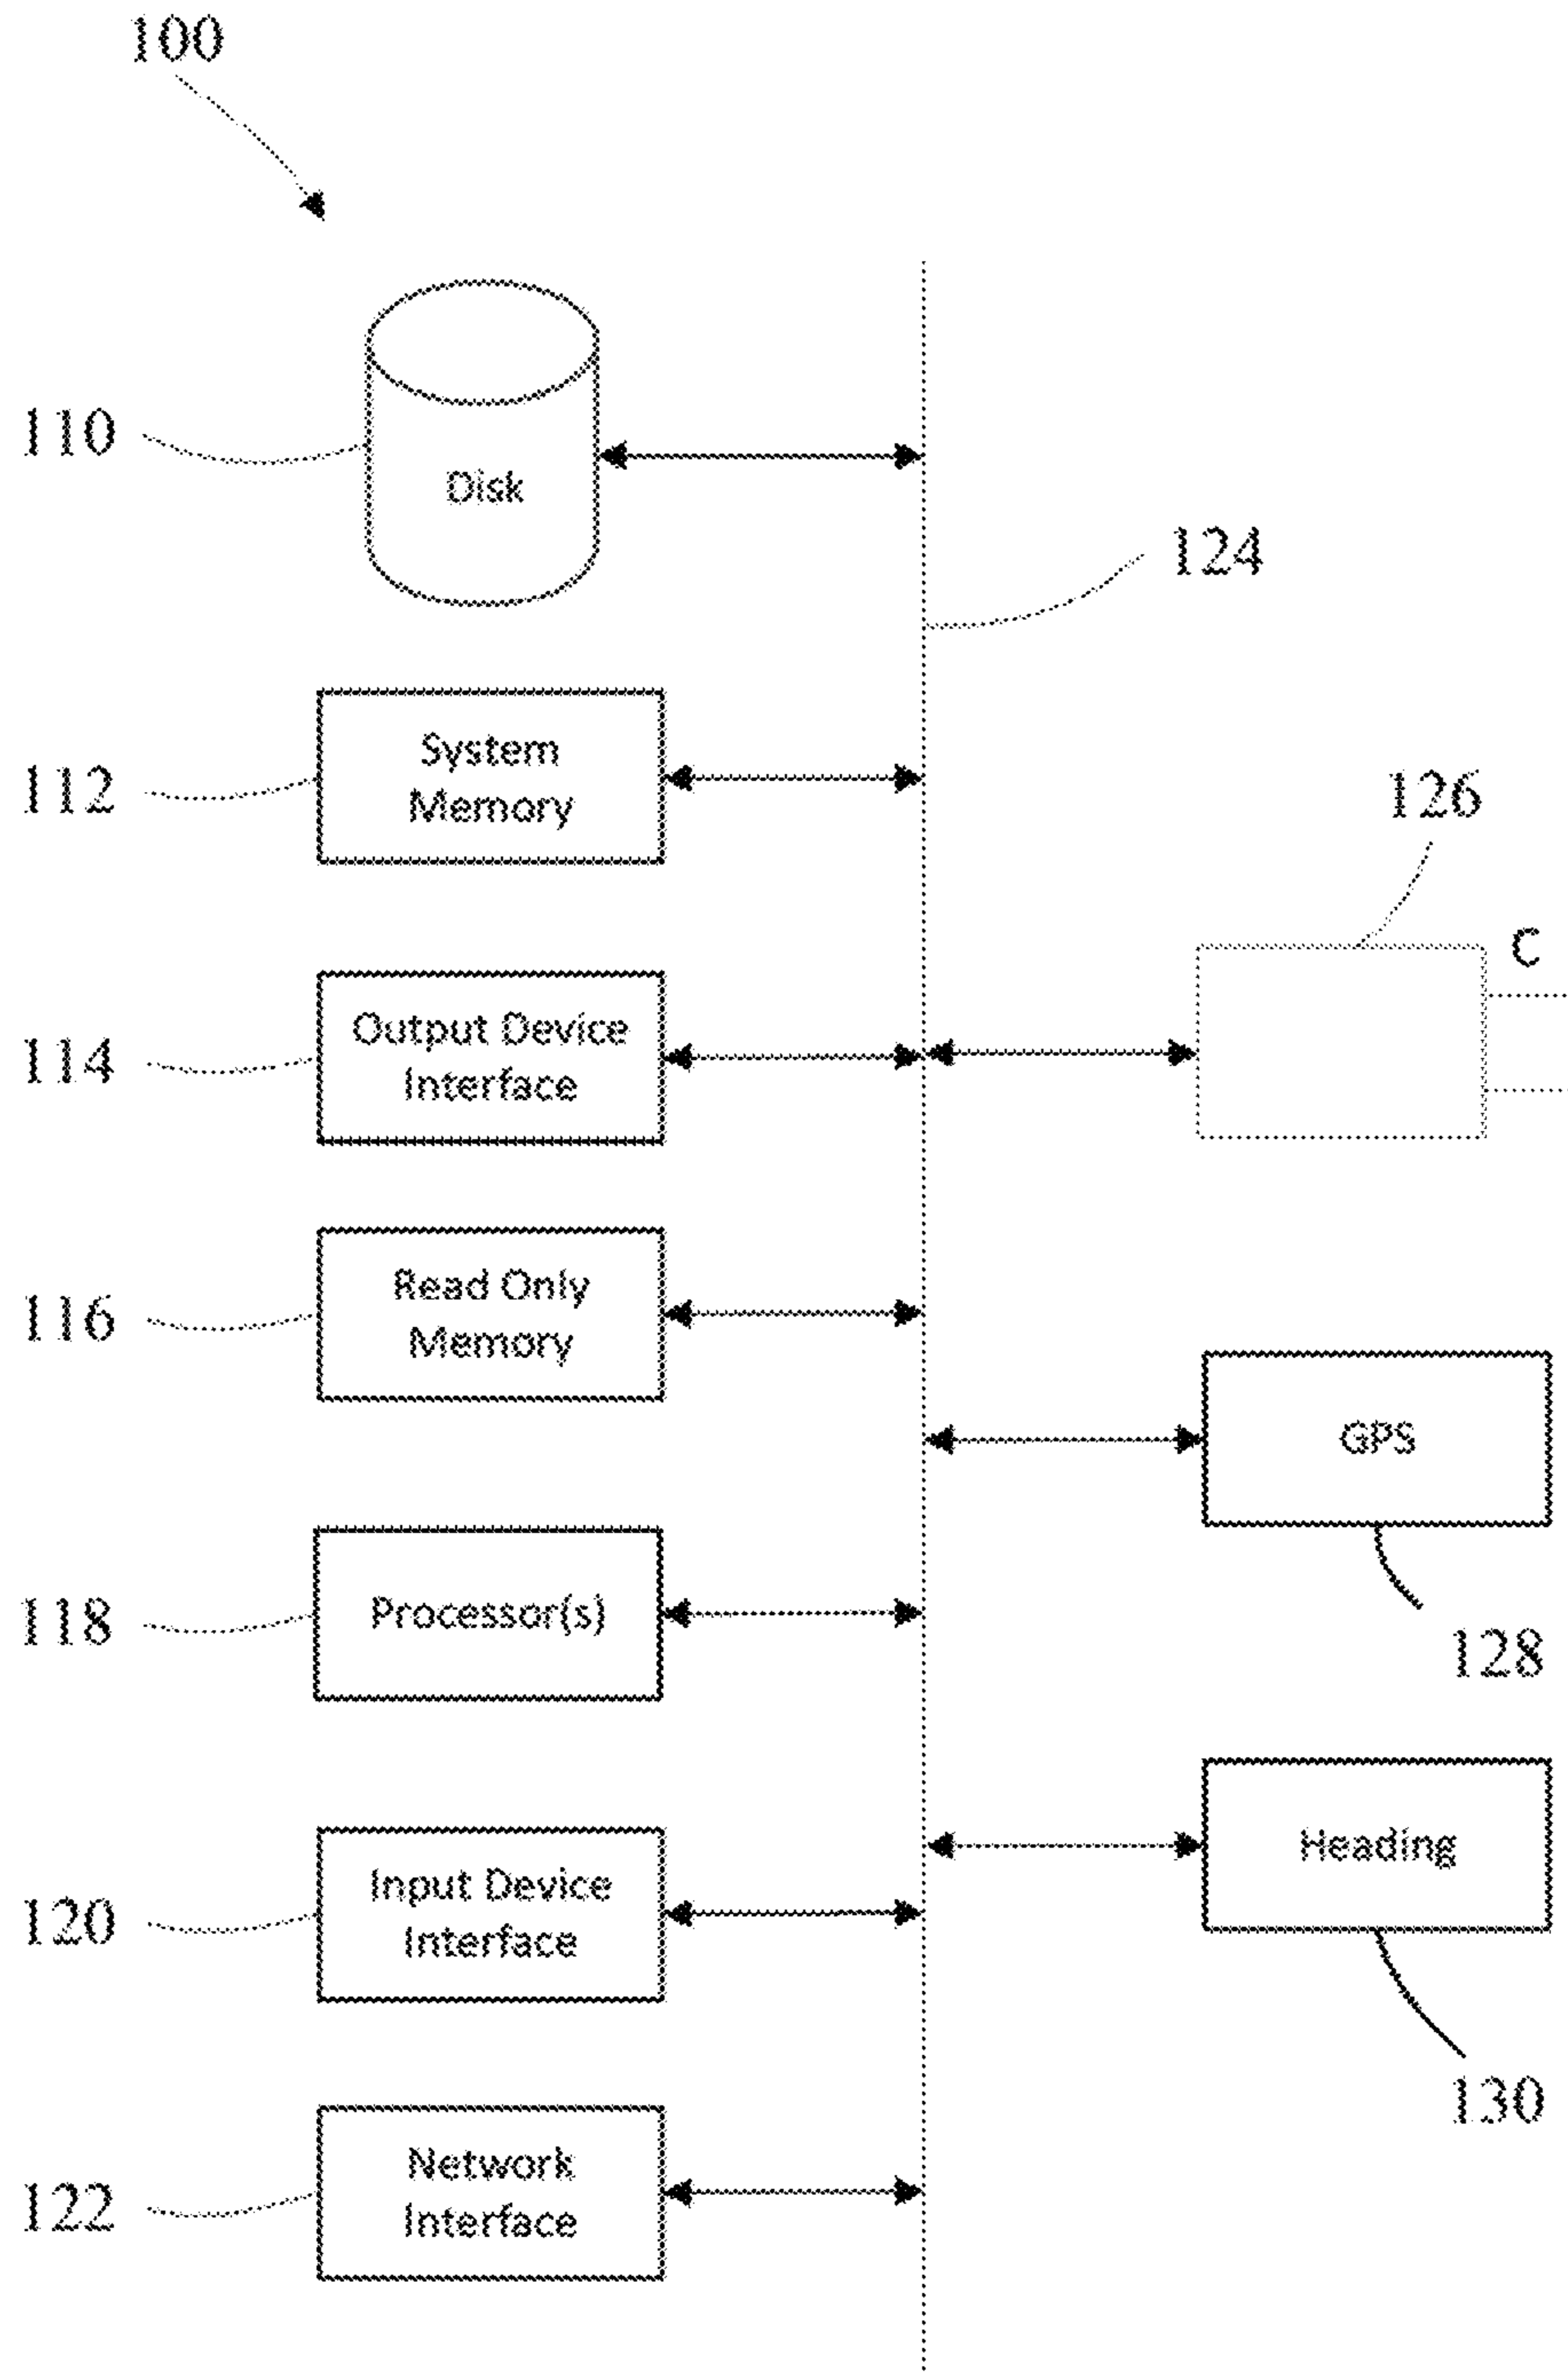 100
110
Disk
124
112
System
Memory
126
C
114
Output Device
Interface
116
Read Only
Memory
GPS
128
118
Processor(s)
Heading
130
120
Input Device
Interface
122
Network
Interface